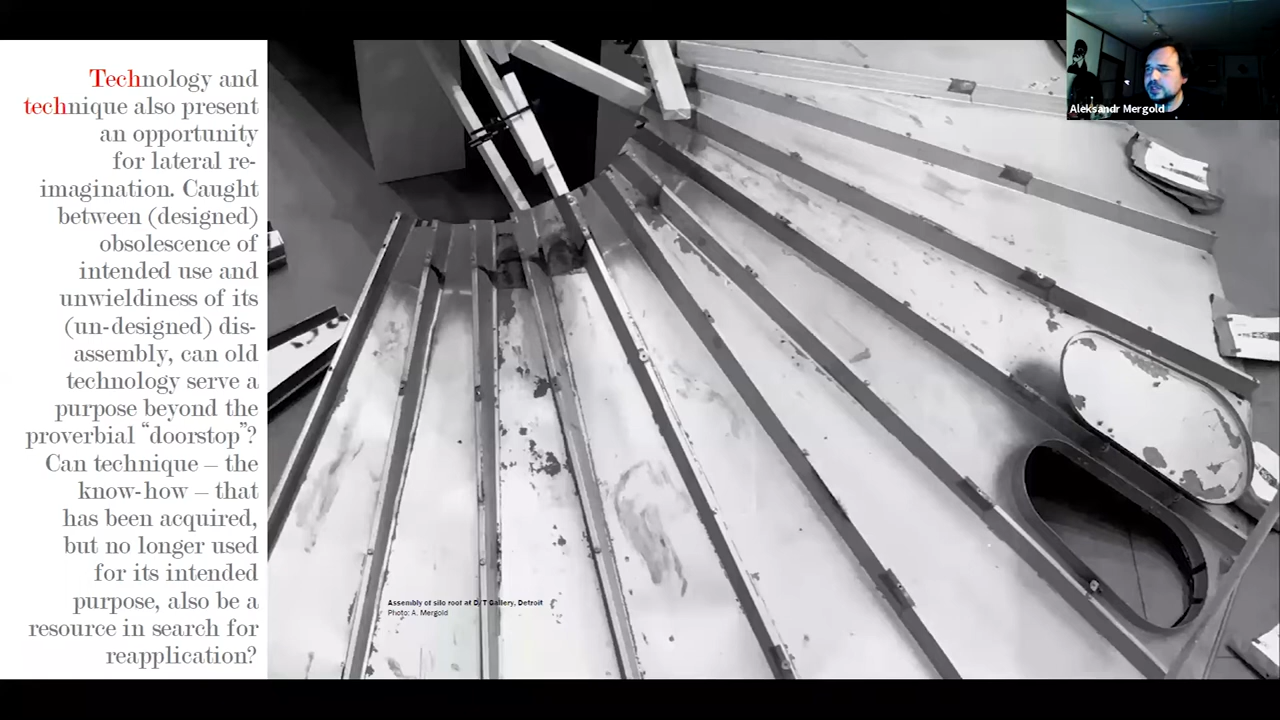 Technology and
technique also present
an opportunity
for lateral re-
imagination. Caught
between (designed)
obsolescence of
intended use and
unwieldiness of its
(un-designed) dis-
assembly, can old
technology serve a
purpose beyond the
proverbial “doorstop”?
Can technique – the
know-how – that
has been acquired,
but no longer used
for its intended
purpose, also be a
resource in search for
reapplication?
Assembly of silo roof at D/T Gallery, Detroit
Photo: A. Mergold
Aleksandr Mergold